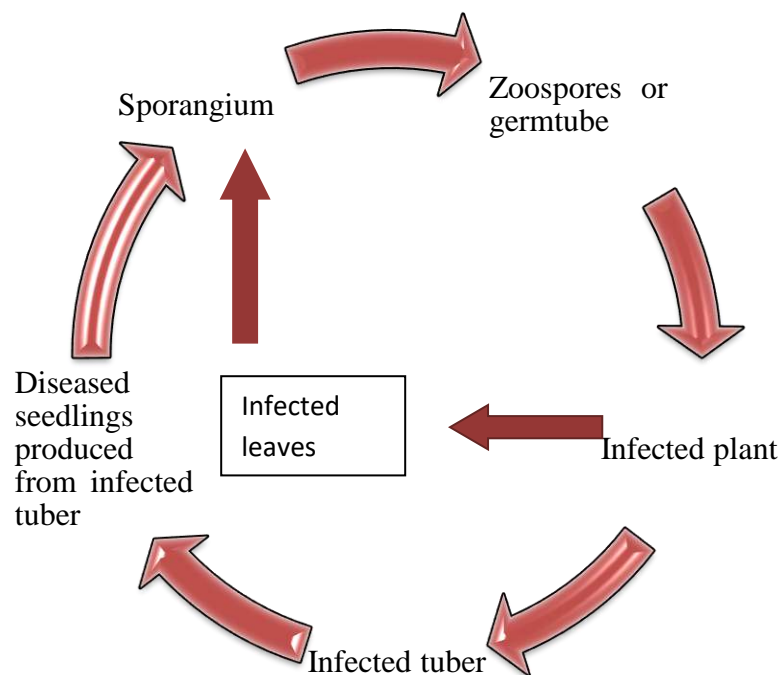 Sporangium
Zoospores or
germtube
Diseased
seedlings
produced
from infected
tuber
Infected
leaves
Infected plant
Infected tuber